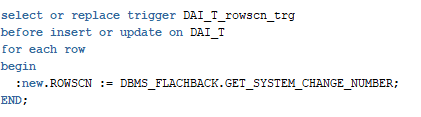 select or replace trigger DAI_T_rowscn_trg
before insert or update on DAI_T
for each row
begin
:new.ROWSCN := DBMS_FLACHBACK.GET_SYSTEM_CHANGE_NUMBER;
END;